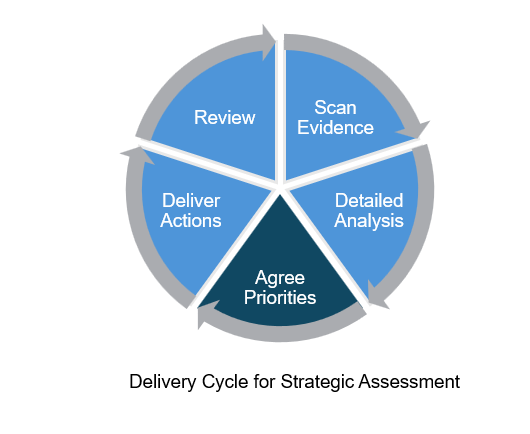 Scan
Evidence
Detailed
Analysis
Agree
Priorities
Deliver
Actions
Review
Delivery Cycle for Strategic Assessment